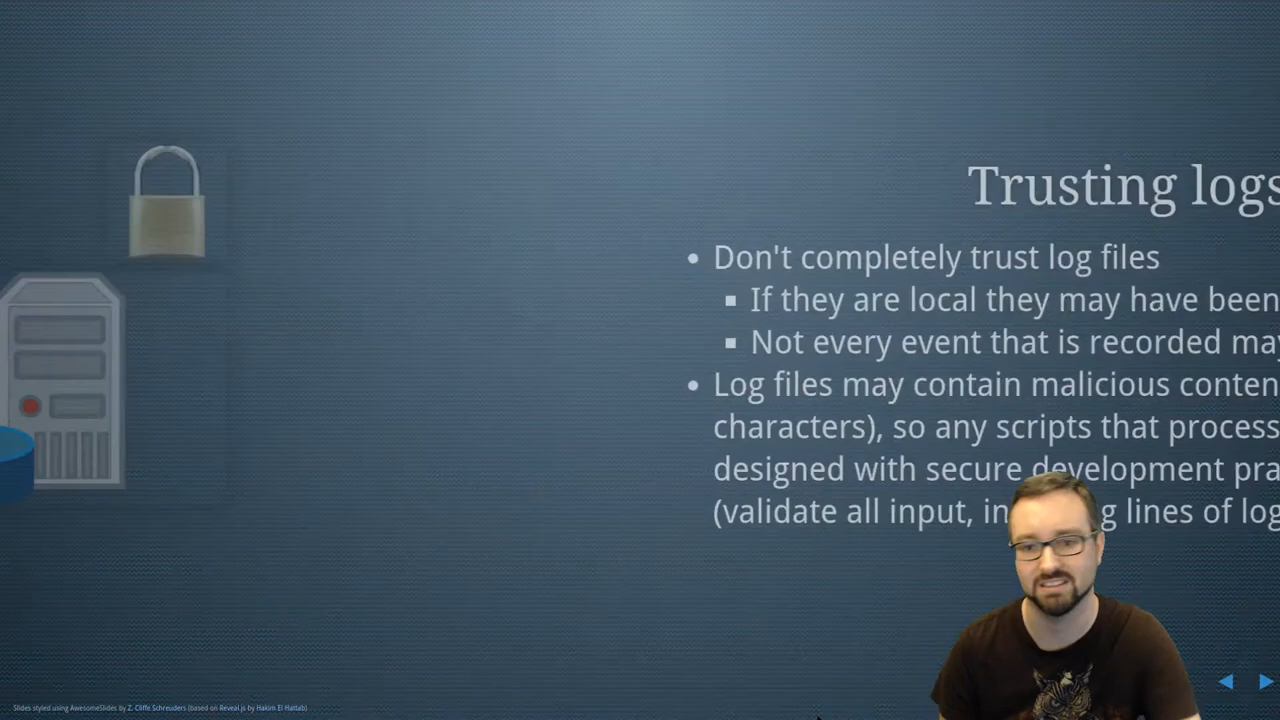 Trusting logs
Don't completely trust log files
If they are local they may have been
Not every event that is recorded may
Log files may contain malicious conten
characters), so any scripts that process
designed with secure development pra
(validate all input, in g lines of log
Slides styled using AwesomeSlides by Z. Cliffe Schreuders (based on Reveal.js by Hakim El Hattab)